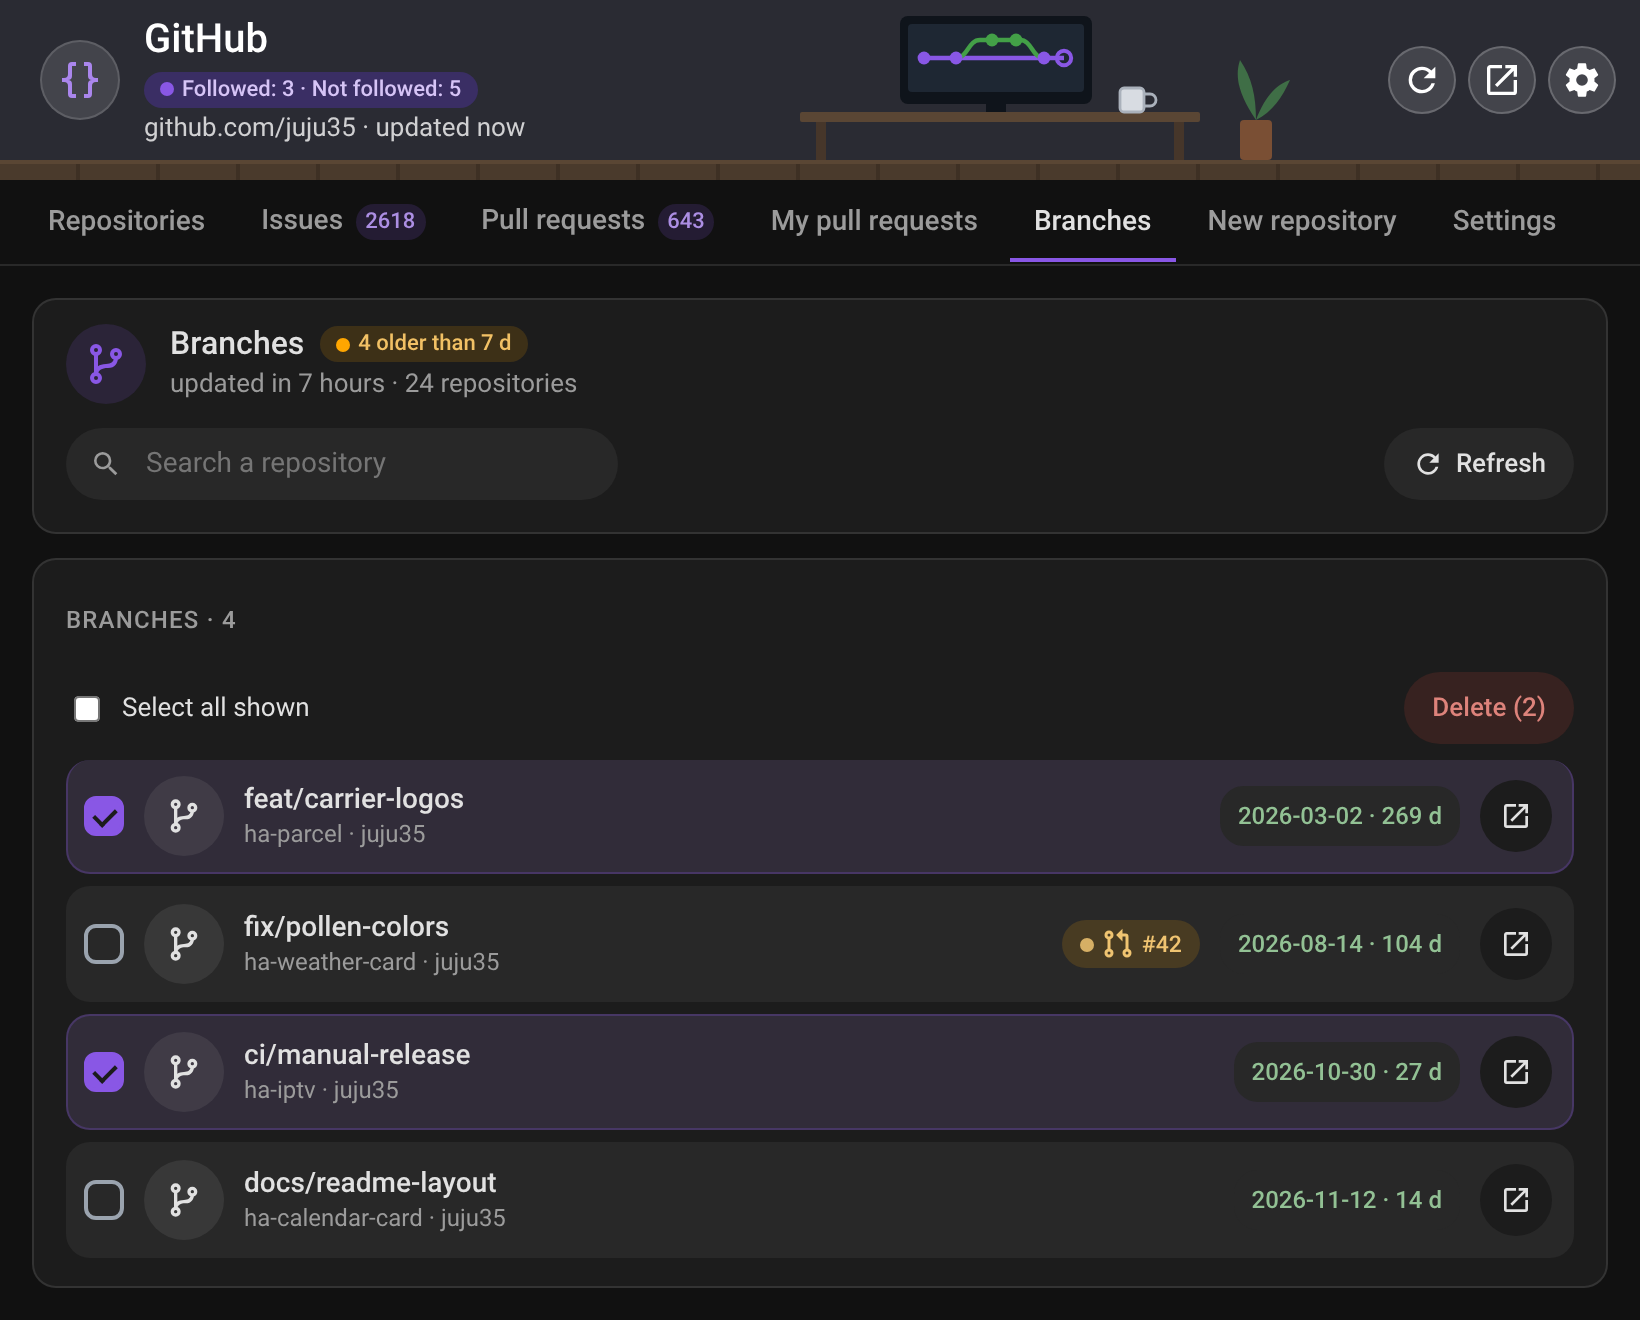 GitHub
Followed: 3 · Not followed: 5
github.com/juju35 · updated now
Repositories
Issues 2618
Pull requests 643
My pull requests
Branches
New repository
Settings
Branches
4 older than 7 d
updated in 7 hours · 24 repositories
Search a repository
Refresh
BRANCHES · 4
Select all shown
Delete (2)
feat/carrier-logos
ha-parcel · juju35
2026-03-02 · 269 d
fix/pollen-colors
ha-weather-card · juju35
#42
2026-08-14 · 104 d
ci/manual-release
ha-iptv · juju35
2026-10-30 · 27 d
docs/readme-layout
ha-calendar-card · juju35
2026-11-12 · 14 d